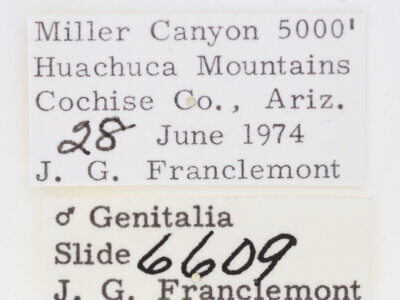 Miller Canyon 5000'
Huachuca Mountains
Cochise Co., Ariz.
28 June 1974
J. G. Franclemont
♂ Genitalia
Slide 6609
J. G. Franclemont